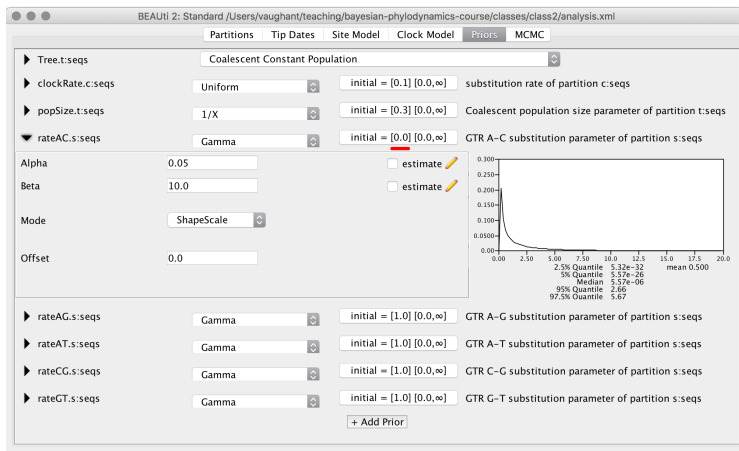 BEAUti 2: Standard /Users/vaughant/teaching/bayesian-phylodynamics-course/classes/class2/analysis.xml
Partitions Tip Dates Site Model Clock Model Priors MCMC
Tree.t:seqs Coalescent Constant Population
clockRate.c:seqs Uniform initial = [0.1] [0.0,∞] substitution rate of partition c:seqs
popSize.t:seqs 1/X initial = [0.3] [0.0,∞] Coalescent population size parameter of partition t:seqs
rateAC.s:seqs Gamma initial = [0.0] [0.0,∞] GTR A-C substitution parameter of partition s:seqs
Alpha 0.05 estimate
Beta 10.0 estimate
Mode ShapeScale
Offset 0.0
0.300
0.250
0.200
0.150
0.100
0.0500
0.00
0.00 2.5 5.00 7.50 10.0 12.5 15.0 17.5 20.0
2.5% Quantile 5.32e-32 mean 0.500
5% Quantile 5.57e-26
Median 5.57e-06
95% Quantile 2.66
97.5% Quantile 5.67
rateAG.s:seqs Gamma initial = [1.0] [0.0,∞] GTR A-G substitution parameter of partition s:seqs
rateAT.s:seqs Gamma initial = [1.0] [0.0,∞] GTR A-T substitution parameter of partition s:seqs
rateCG.s:seqs Gamma initial = [1.0] [0.0,∞] GTR C-G substitution parameter of partition s:seqs
rateGT.s:seqs Gamma initial = [1.0] [0.0,∞] GTR G-T substitution parameter of partition s:seqs
+ Add Prior